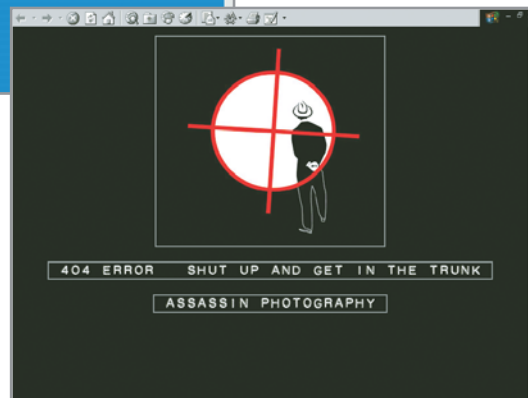 404 ERROR SHUT UP AND GET IN THE TRUNK
ASSASSIN PHOTOGRAPHY